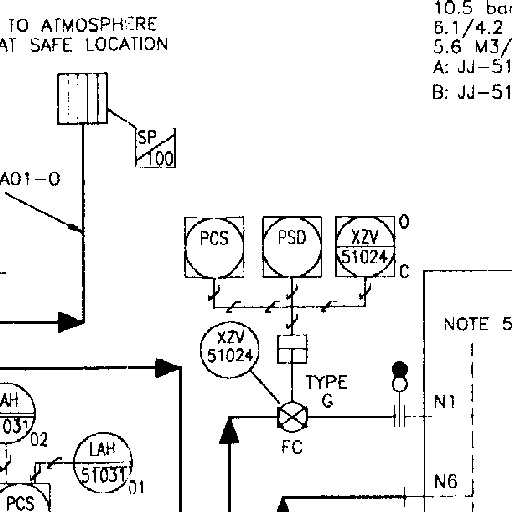 TO ATMOSPHERE
AT SAFE LOCATION
10.5 bar
6.1/4.2
5.6 M3/
A: JJ-51
B: JJ-51
SP
100
A01-0
PCS
PSD
XZV
51024
O
C
NOTE 5
XZV
51024
TYPE
G
FC
N1
N6
AH
031
02
LAH
51031
01
PCS